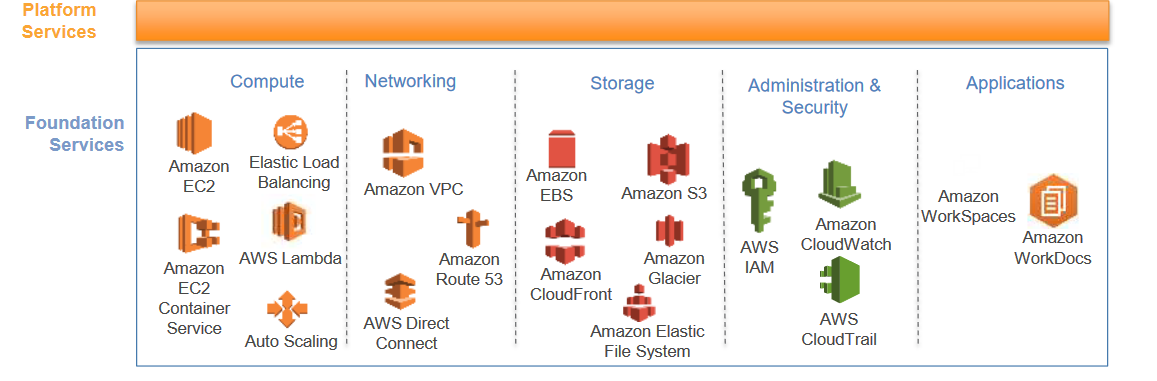 Platform
Services
Foundation
Services
Compute
Amazon
EC2
Elastic Load
Balancing
Amazon
EC2
Container
Service
AWS Lambda
Auto Scaling
Networking
Amazon VPC
Amazon
Route 53
AWS Direct
Connect
Storage
Amazon
EBS
Amazon S3
Amazon
CloudFront
Amazon
Glacier
Amazon Elastic
File System
Administration &
Security
AWS
IAM
Amazon
CloudWatch
AWS
CloudTrail
Applications
Amazon
WorkSpaces
Amazon
WorkDocs